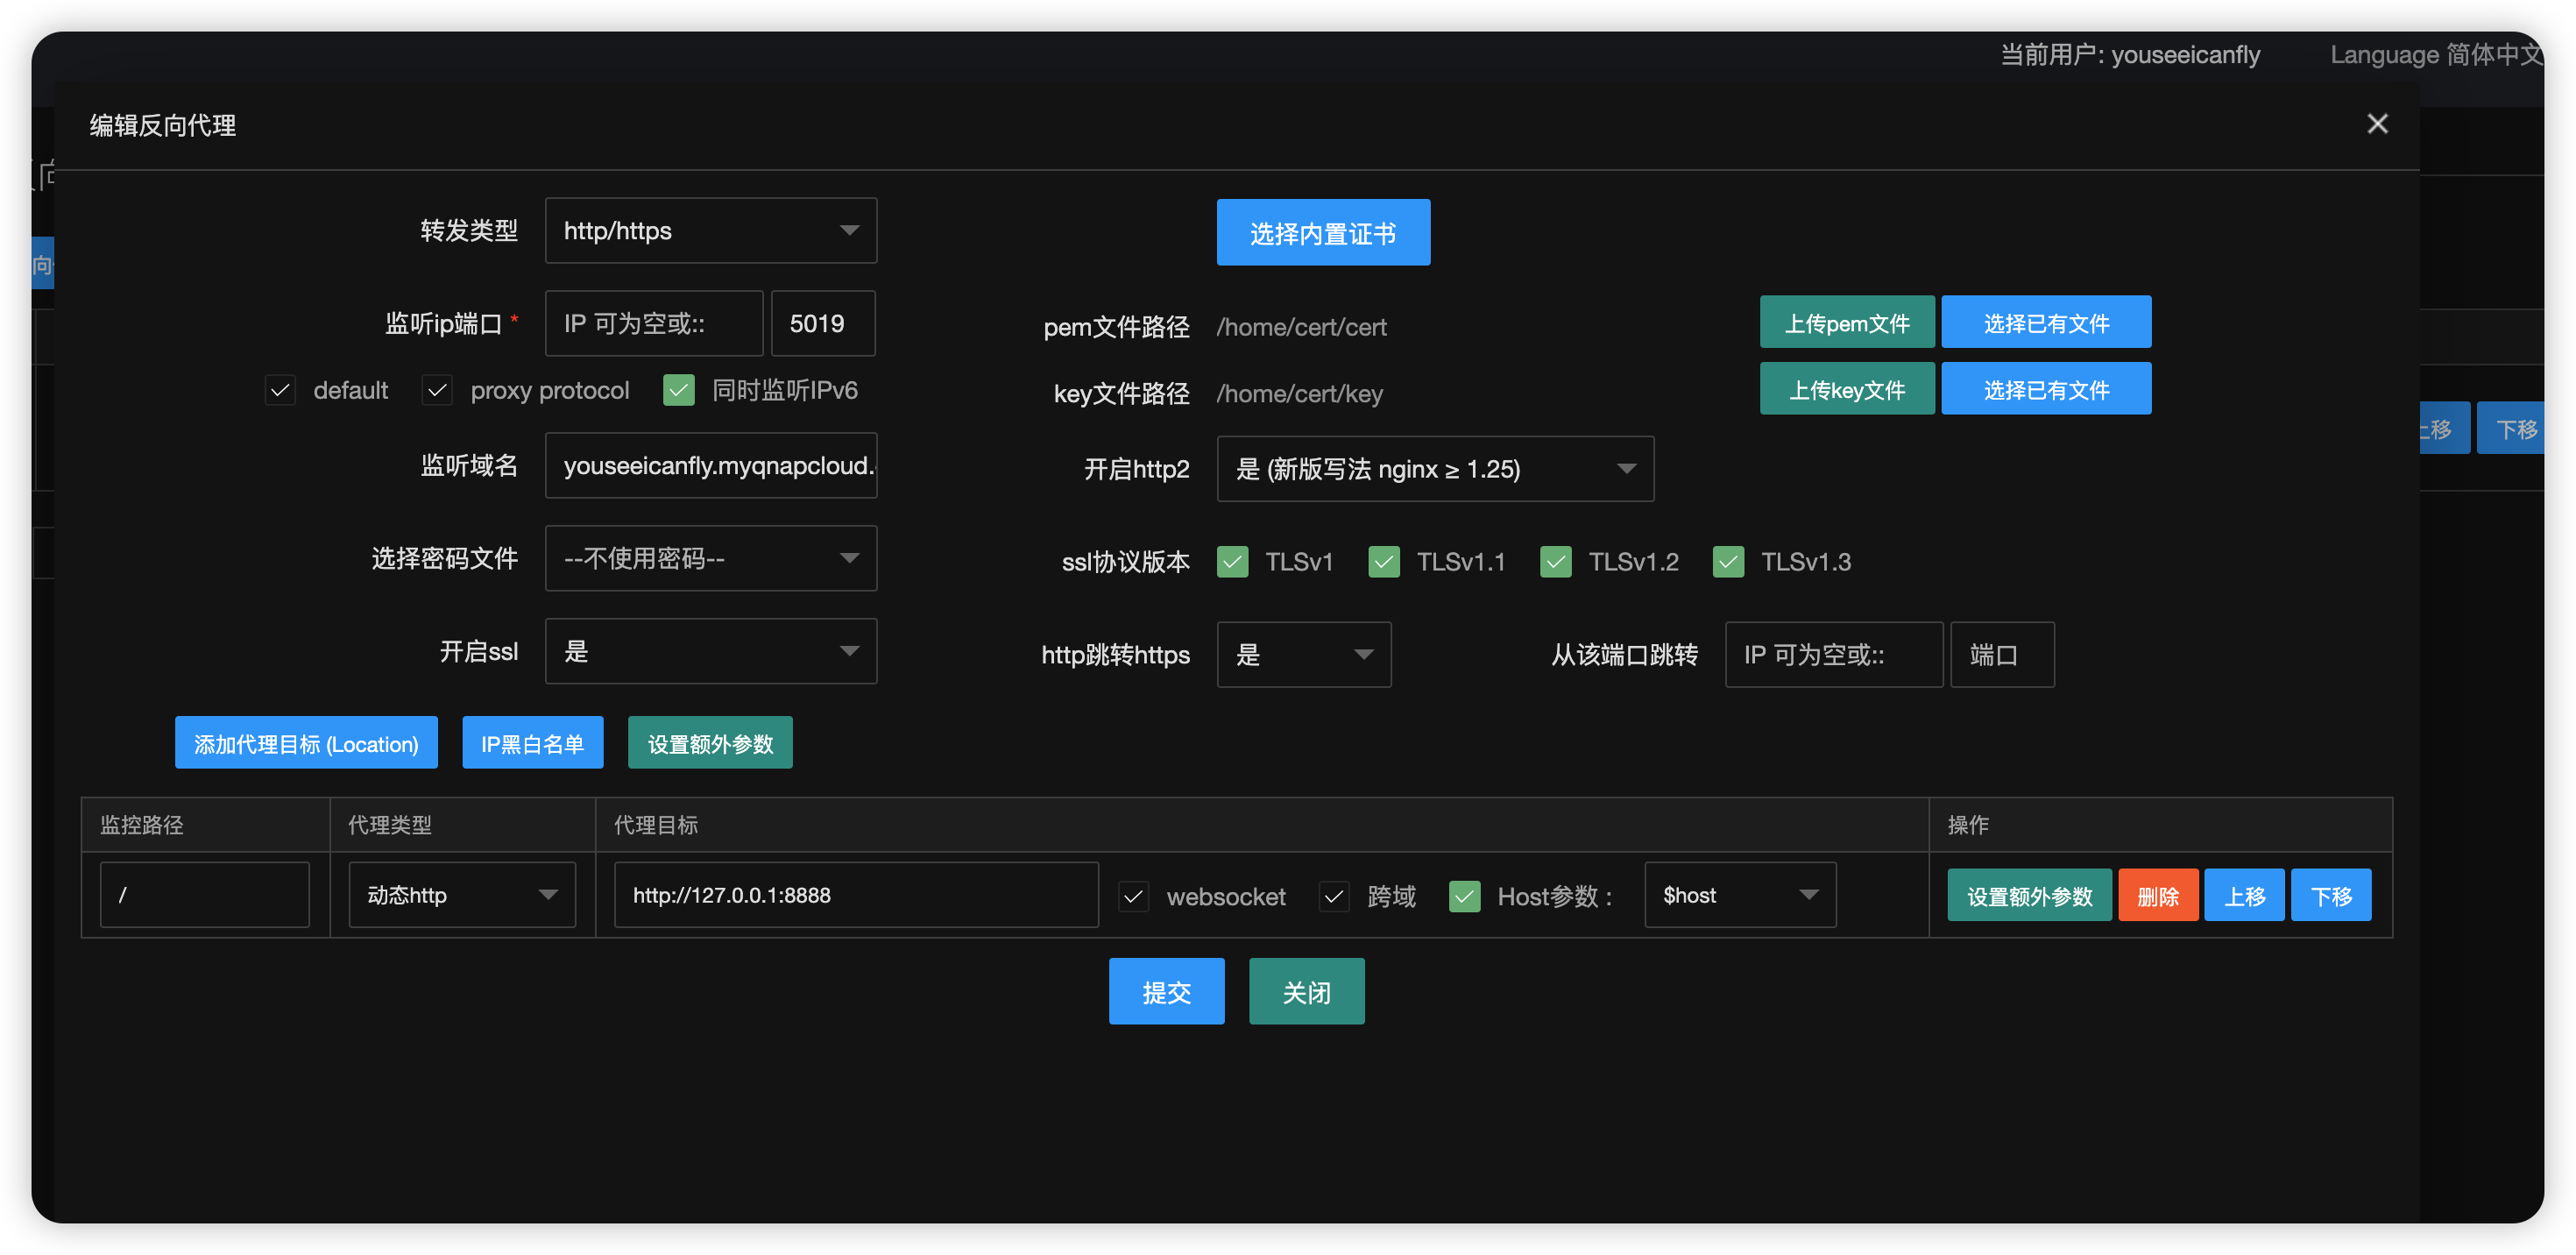 当前用户: youseeicanfly
Language 简体中文
编辑反向代理
转发类型
http/https
选择内置证书
监听ip端口 *
IP 可为空或::
5019
pem文件路径
/home/cert/cert
上传pem文件
选择已有文件
default
proxy protocol
同时监听IPv6
key文件路径
/home/cert/key
上传key文件
选择已有文件
上移
下移
监听域名
youseeicanfly.myqnapcloud.
开启http2
是 (新版写法 nginx ≥ 1.25)
选择密码文件
--不使用密码--
ssl协议版本
TLSv1
TLSv1.1
TLSv1.2
TLSv1.3
开启ssl
是
http跳转https
是
从该端口跳转
IP 可为空或::
端口
添加代理目标 (Location)
IP黑白名单
设置额外参数
监控路径
代理类型
代理目标
操作
/
动态http
http://127.0.0.1:8888
websocket
跨域
Host参数 :
$host
设置额外参数
删除
上移
下移
提交
关闭